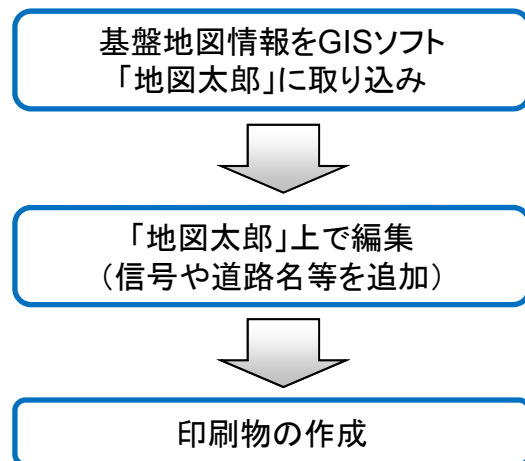 基盤地図情報をGISソフト
「地図太郎」に取り込み
「地図太郎」上で編集
（信号や道路名等を追加）
印刷物の作成